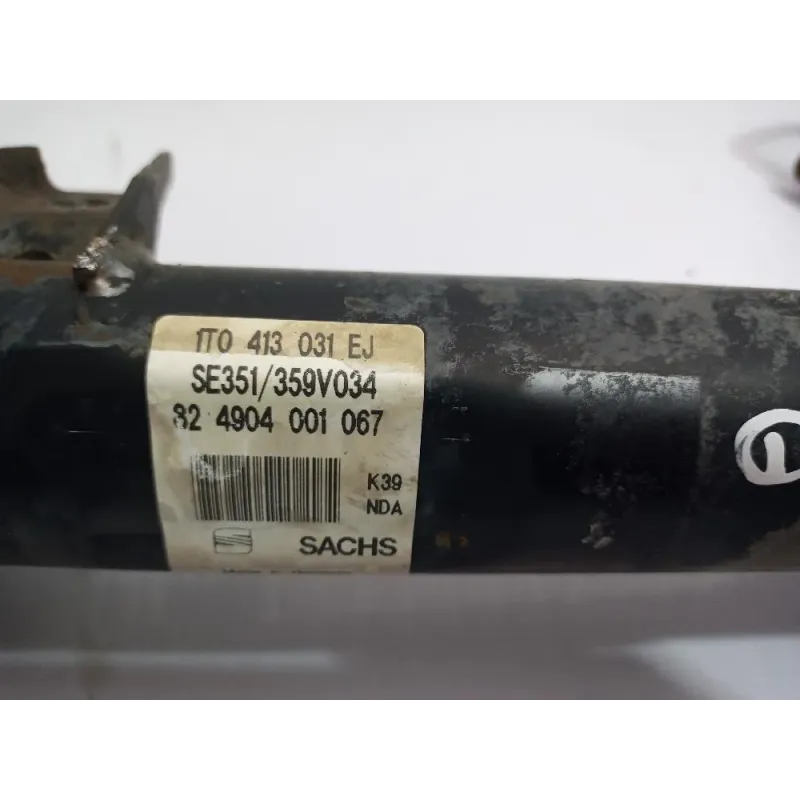 1T0 413 031 EJ
SE351/359V034
82 4904 001 067
K39
NDA
SACHS